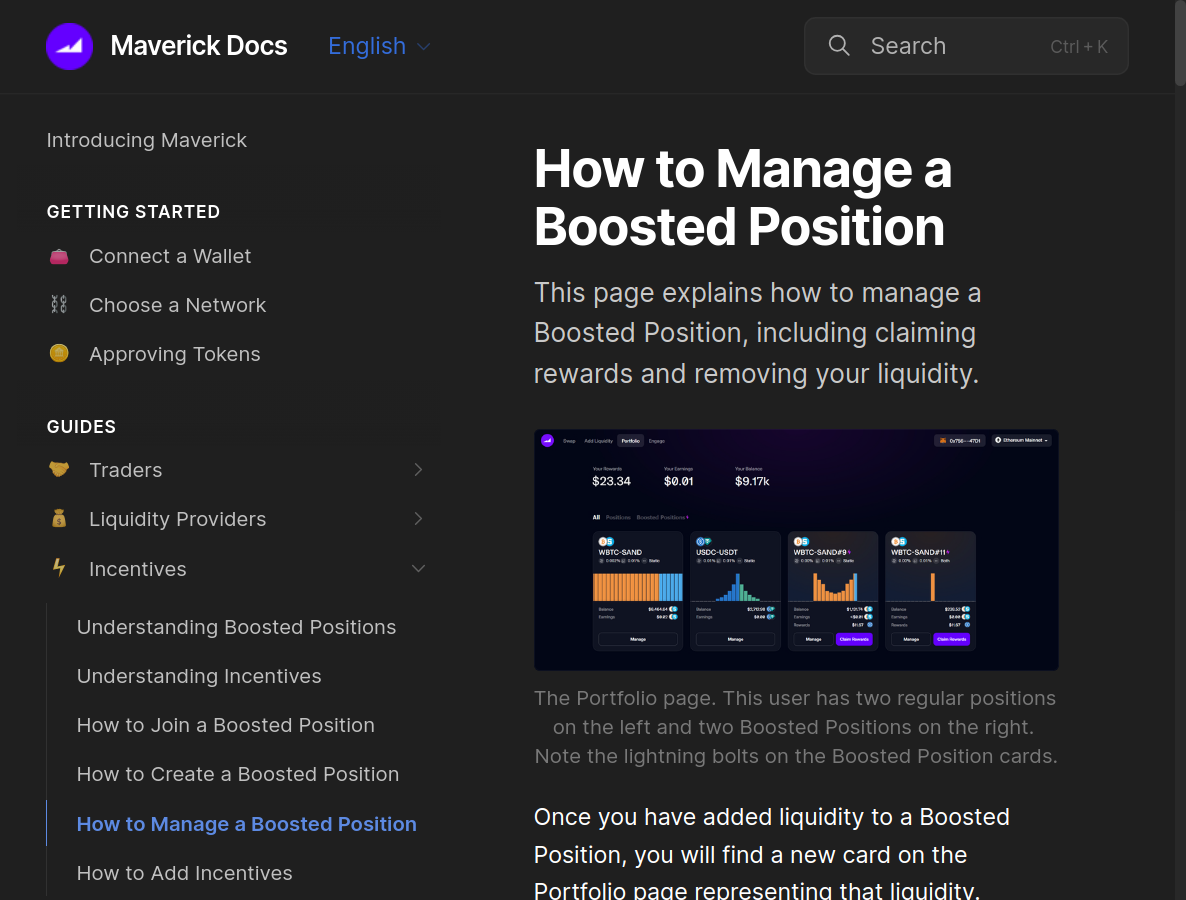 Maverick Docs
English
Search
Ctrl + K
Introducing Maverick
GETTING STARTED
Connect a Wallet
Choose a Network
Approving Tokens
GUIDES
Traders
Liquidity Providers
Incentives
Understanding Boosted Positions
Understanding Incentives
How to Join a Boosted Position
How to Create a Boosted Position
How to Manage a Boosted Position
How to Add Incentives
How to Manage a
Boosted Position
This page explains how to manage a
Boosted Position, including claiming
rewards and removing your liquidity.
Swap Add Liquidity Portfolio Engage
Ethereum Mainnet
Your Rewards Your Earnings Your Balance
$23.34 $0.01 $9.17k
All Positions Boosted Positions
WBTC-SAND USDC-USDT WBTC-SAND#9 WBTC-SAND#11
Balance Balance Balance Balance
Earnings Earnings Earnings Earnings
Rewards Rewards
Manage Manage Manage Claim Rewards Manage Claim Rewards
The Portfolio page. This user has two regular positions
on the left and two Boosted Positions on the right.
Note the lightning bolts on the Boosted Position cards.
Once you have added liquidity to a Boosted
Position, you will find a new card on the
Portfolio page representing that liquidity.